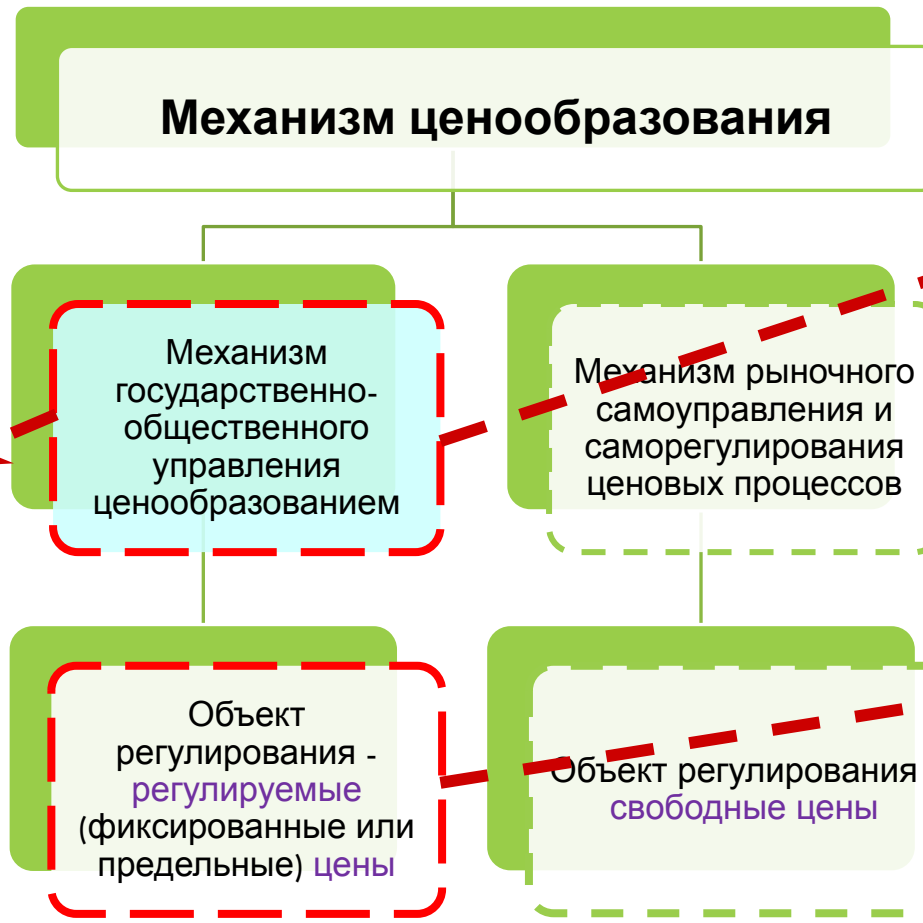 Механизм ценообразования
Механизм
государственно-
общественного
управления
ценообразованием
Механизм рыночного
самоуправления и
саморегулирования
ценовых процессов
Объект
регулирования -
регулируемые
(фиксированные или
предельные) цены
Объект регулирования
свободные цены